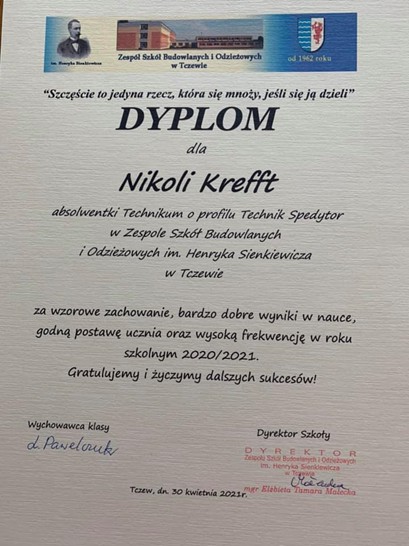 im. Henryka Sienkiewicza
Zespół Szkół Budowlanych i Odzieżowych
w Tczewie
od 1962 roku
“Szczęście to jedyna rzecz, która się mnoży, jeśli się ją dzieli”
DYPLOM
dla
Nikoli Krefft
absolwentki Technikum o profilu Technik Spedytor
w Zespole Szkół Budowlanych
i Odzieżowych im. Henryka Sienkiewicza
w Tczewie
za wzorowe zachowanie, bardzo dobre wyniki w nauce,
godną postawę ucznia oraz wysoką frekwencję w roku
szkolnym 2020/2021.
Gratulujemy i życzymy dalszych sukcesów!
Wychowawca klasy
Dyrektor Szkoły
DYREKTOR
Zespołu Szkół Budowlanych i Odzieżowych
im. Henryka Sienkiewicza
w Tczewie
mgr Elżbieta Tamara Malecka
Tczew, dn. 30 kwietnia 2021r.